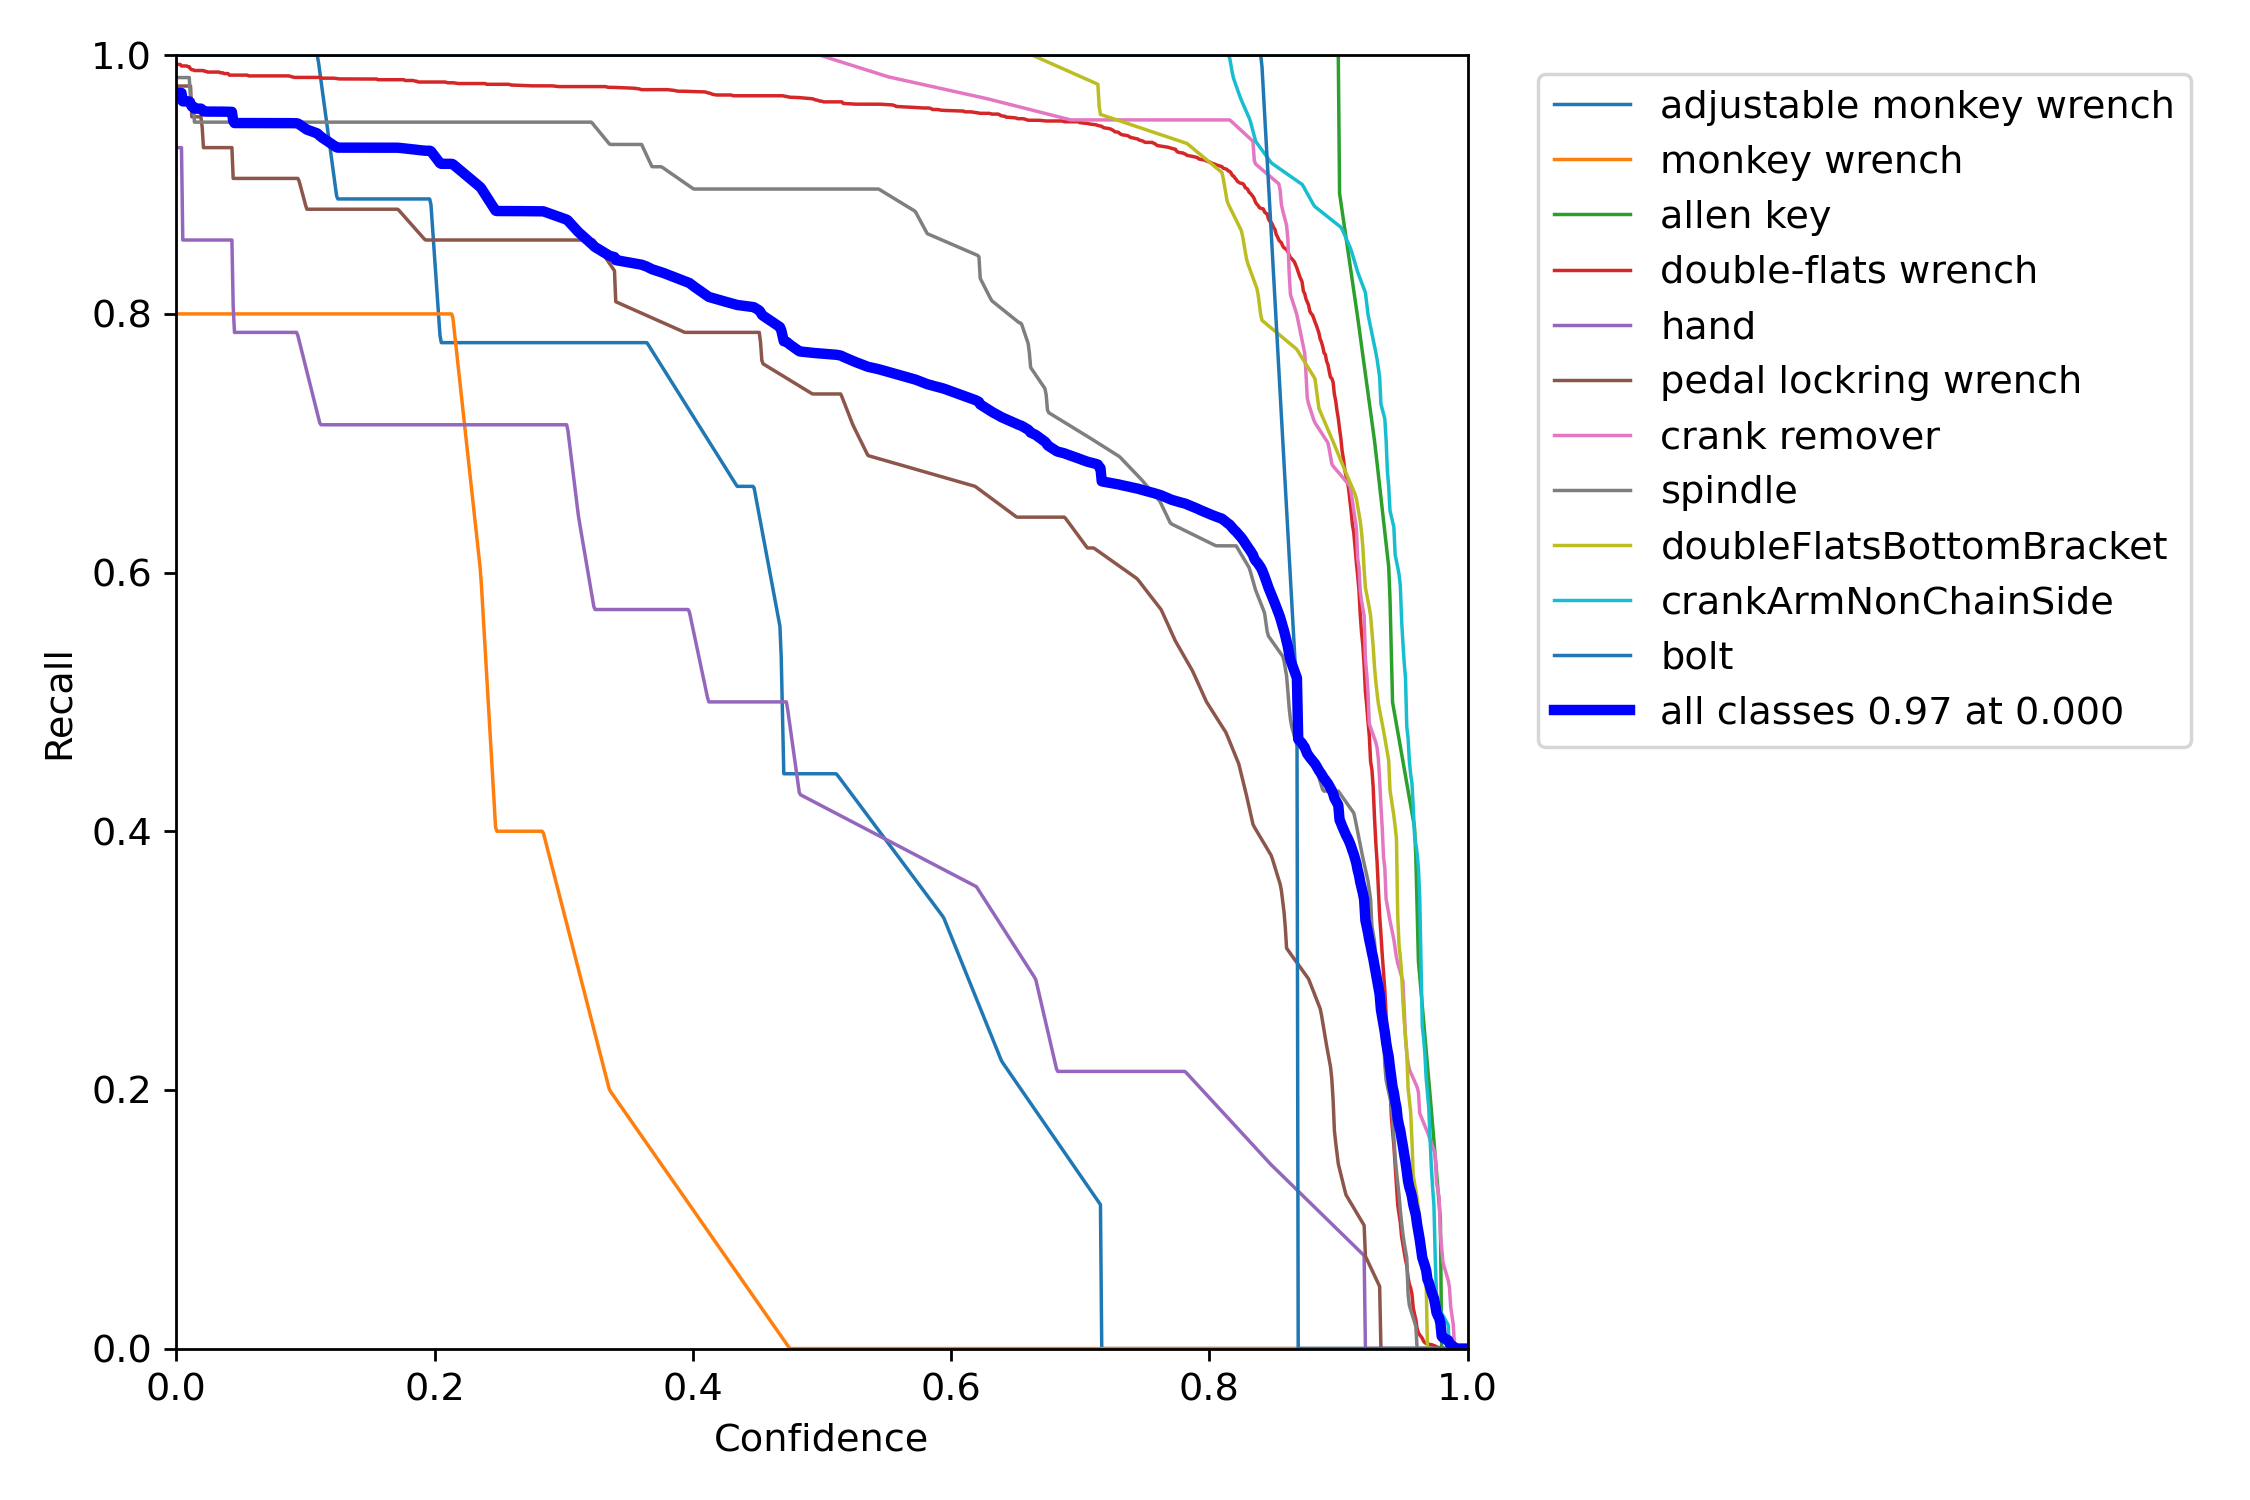 1.0
0.8
0.6
0.4
0.2
0.0
Recall
0.0 0.2 0.4 0.6 0.8 1.0
Confidence
adjustable monkey wrench
monkey wrench
allen key
double-flats wrench
hand
pedal lockring wrench
crank remover
spindle
doubleFlatsBottomBracket
crankArmNonChainSide
bolt
all classes 0.97 at 0.000